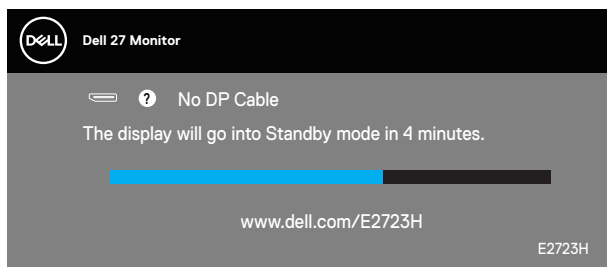 DELL
Dell 27 Monitor
? No DP Cable
The display will go into Standby mode in 4 minutes.
www.dell.com/E2723H
E2723H